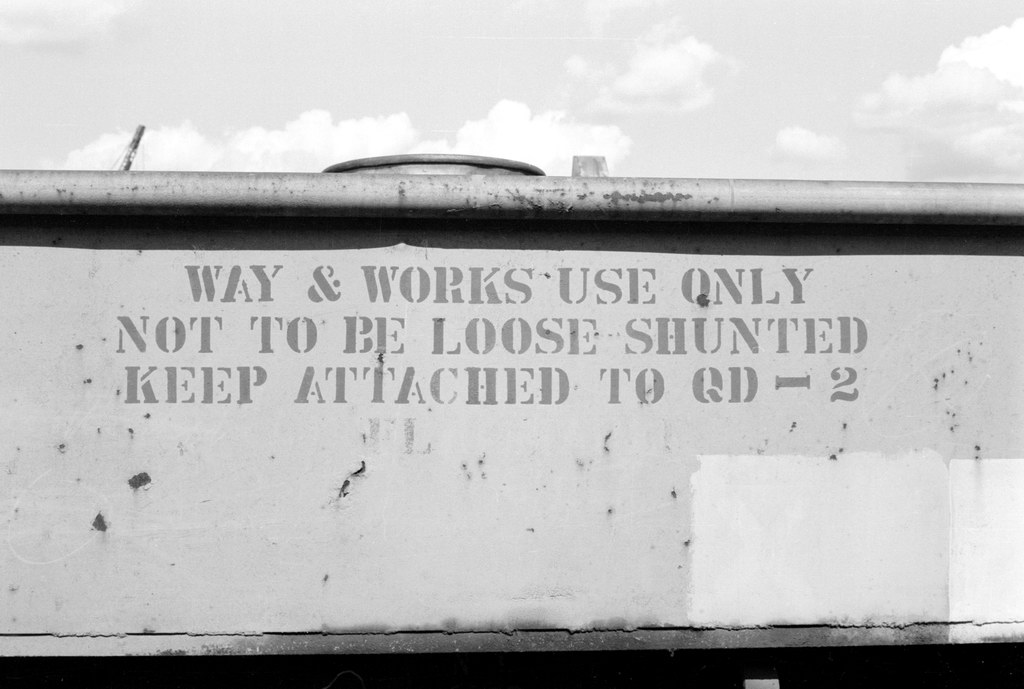 WAY & WORKS USE ONLY
NOT TO BE LOOSE SHUNTED
KEEP ATTACHED TO QD - 2